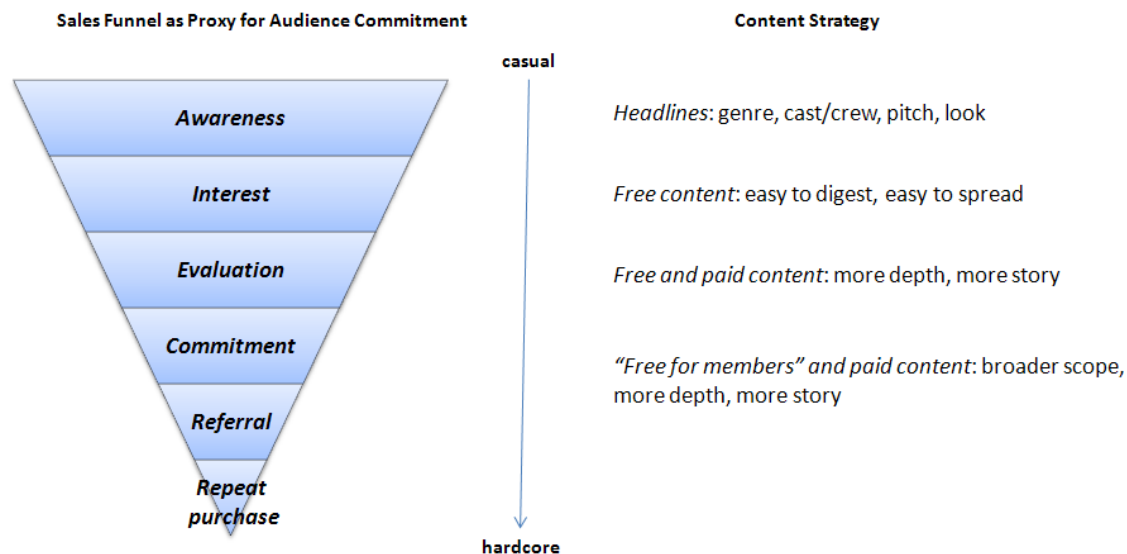 Sales Funnel as Proxy for Audience Commitment
Content Strategy
casual
Awareness
Headlines: genre, cast/crew, pitch, look
Interest
Free content: easy to digest, easy to spread
Evaluation
Free and paid content: more depth, more story
Commitment
“Free for members” and paid content: broader scope,
more depth, more story
Referral
Repeat
purchase
hardcore